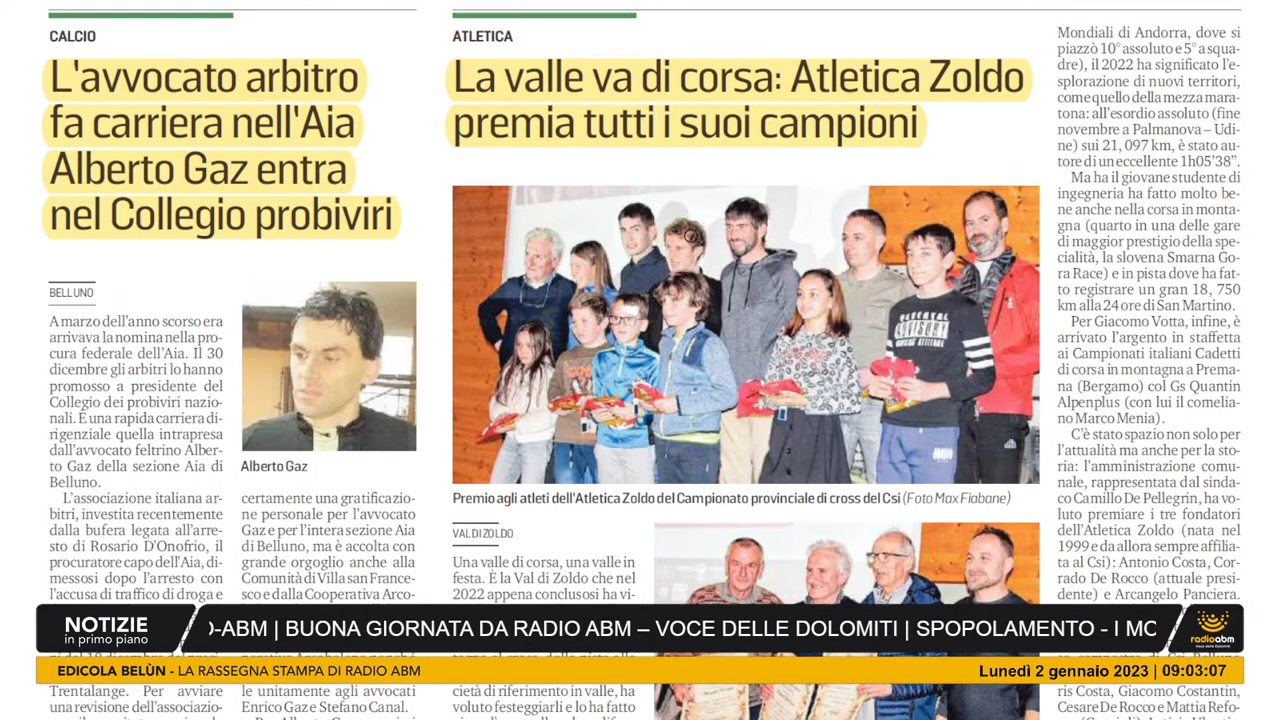 CALCIO
L'avvocato arbitro
fa carriera nell'Aia
Alberto Gaz entra
nel Collegio probiviri
BELLUNO
A marzo dell'anno scorso era
arrivava la nomina nella pro-
cura federale dell'Aia. Il 30
dicembre gli arbitri lo hanno
promosso a presidente del
Collegio dei probiviri nazio-
nali. È una rapida carriera di-
rigenziale quella intrapresa
dall'avvocato feltrino Alber-
to Gaz della sezione Aia di
Belluno.
L'associazione italiana ar-
bitri, investita recentemente
dalla bufera legata all'arre-
sto di Rosario D'Onofrio, il
procuratore capo dell'Aia, di-
messosi dopo l'arresto con
l'accusa di traffico di droga e
Trentalange. Per avviare
una revisione dell'associazio-
Alberto Gaz
certamente una gratificazio-
ne personale per l'avvocato
Gaz e per l'intera sezione Aia
di Belluno, ma è accolta con
grande orgoglio anche alla
Comunità di Villa san France-
sco e dalla Cooperativa Arco-
le unitamente agli avvocati
Enrico Gaz e Stefano Canal.
ATLETICA
La valle va di corsa: Atletica Zoldo
premia tutti i suoi campioni
PARENTAL
ADVISORY
Premio agli atleti dell'Atletica Zoldo del Campionato provinciale di cross del Csi (Foto Max Fiabane)
VAL DI ZOLDO
Una valle di corsa, una valle in
festa. È la Val di Zoldo che nel
2022 appena conclusosi ha vi-
cietà di riferimento in valle, ha
voluto festeggiarli e lo ha fatto
Mondiali di Andorra, dove si
piazzò 10° assoluto e 5° a squa-
dre), il 2022 ha significato l'e-
splorazione di nuovi territori,
come quello della mezza mara-
tona: all'esordio assoluto (fine
novembre a Palmanova – Udi-
ne) sui 21, 097 km, è stato au-
tore di un eccellente 1h05'38".
Ma ha il giovane studente di
ingegneria ha fatto molto be-
ne anche nella corsa in monta-
gna (quarto in una delle gare
di maggior prestigio della spe-
cialità, la slovena Smarna Go-
ra Race) e in pista dove ha fat-
to registrare un gran 18, 750
km alla 24 ore di San Martino.
Per Giacomo Votta, infine, è
arrivato l'argento in staffetta
ai Campionati italiani Cadetti
di corsa in montagna a Prema-
na (Bergamo) col Gs Quantin
Alpenplus (con lui il comelia-
no Marco Menia).
C'è stato spazio non solo per
l'attualità ma anche per la sto-
ria: l'amministrazione comu-
nale, rappresentata dal sinda-
co Camillo De Pellegrin, ha vo-
luto premiare i tre fondatori
dell'Atletica Zoldo (nata nel
1999 e da allora sempre affilia-
ta al Csi): Antonio Costa, Cor-
rado De Rocco (attuale presi-
dente) e Arcangelo Panciera.
ris Costa, Giacomo Costantin,
Cesare De Rocco e Mattia Refo-
NOTIZIE
in primo piano
O-ABM | BUONA GIORNATA DA RADIO ABM – VOCE DELLE DOLOMITI | SPOPOLAMENTO - I MO
radioabm
Voce delle Dolomiti
EDICOLA BELÙN - LA RASSEGNA STAMPA DI RADIO ABM
Lunedì 2 gennaio 2023 | 09:03:07